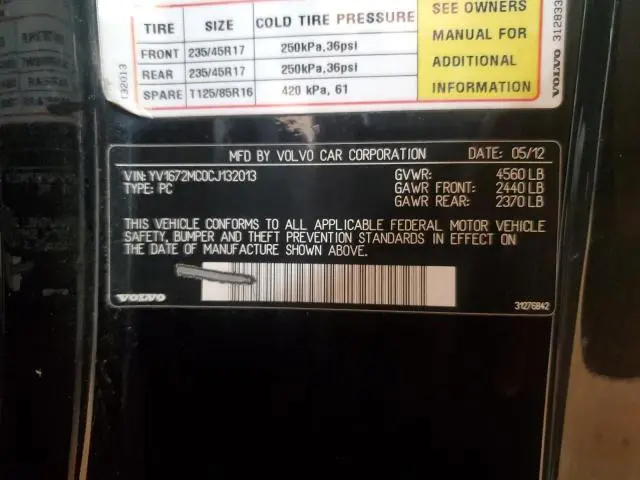 TIRE SIZE COLD TIRE PRESSURE
FRONT 235/45R17 250kPa,36psi
REAR 235/45R17 250kPa,36psi
SPARE T125/85R16 420 kPa, 61
SEE OWNERS
MANUAL FOR
ADDITIONAL
INFORMATION
132013
VOLVO
MFD BY VOLVO CAR CORPORATION DATE: 05/12
VIN: YV1672MC0CJ132013 GVWR: 4560 LB
TYPE: PC GAWR FRONT: 2440 LB
GAWR REAR: 2370 LB
THIS VEHICLE CONFORMS TO ALL APPLICABLE FEDERAL MOTOR VEHICLE
SAFETY, BUMPER AND THEFT PREVENTION STANDARDS IN EFFECT ON
THE DATE OF MANUFACTURE SHOWN ABOVE.
VOLVO 31276842